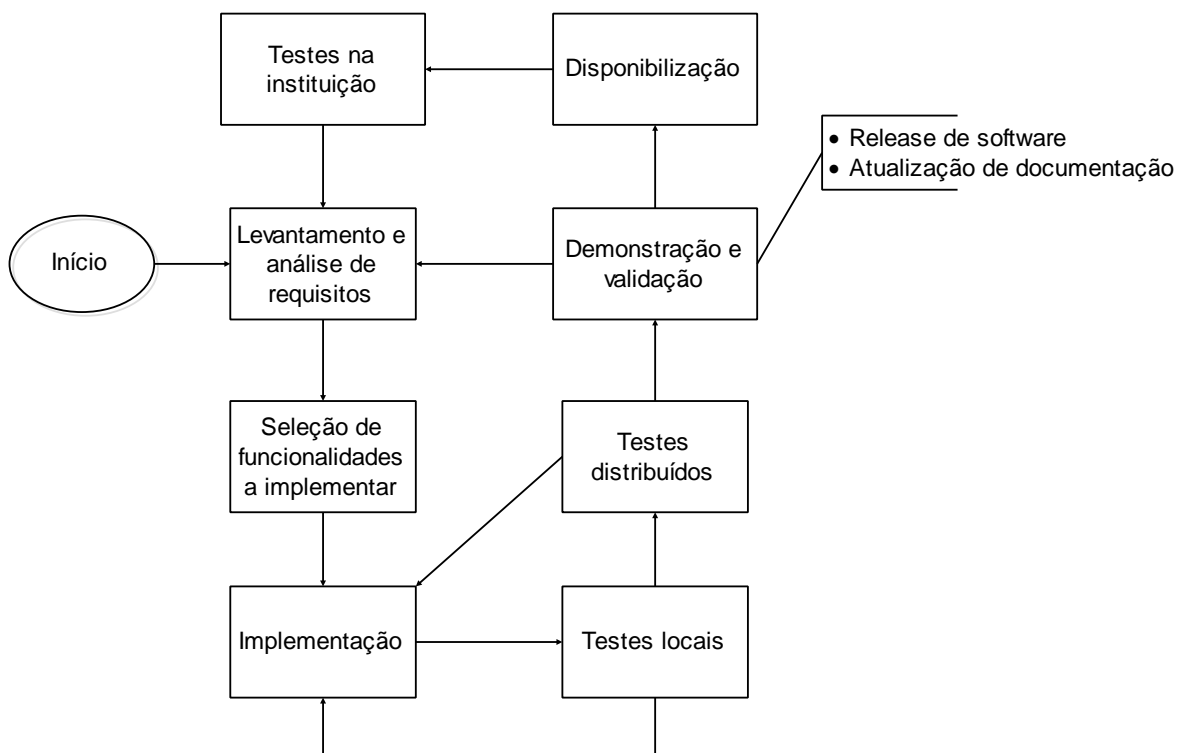 Testes na
instituição
Disponibilização
• Release de software
• Atualização de documentação
Início
Levantamento e
análise de
requisitos
Demonstração e
validação
Seleção de
funcionalidades
a implementar
Testes
distribuídos
Implementação
Testes locais